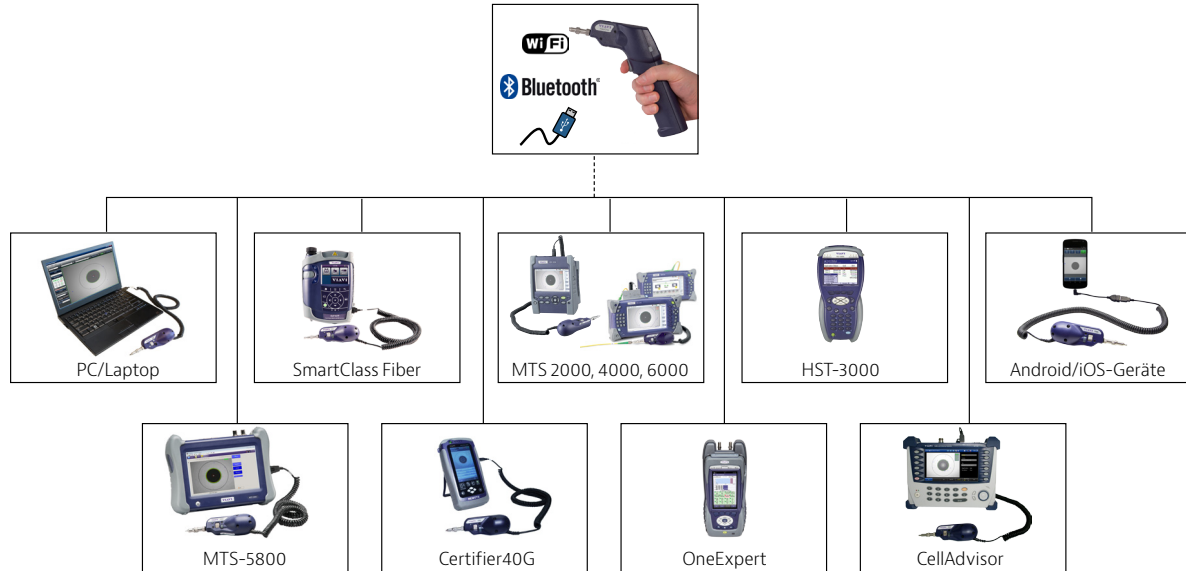 WiFi
Bluetooth®
PC/Laptop
SmartClass Fiber
MTS 2000, 4000, 6000
HST-3000
Android/iOS-Geräte
MTS-5800
Certifier40G
OneExpert
CellAdvisor